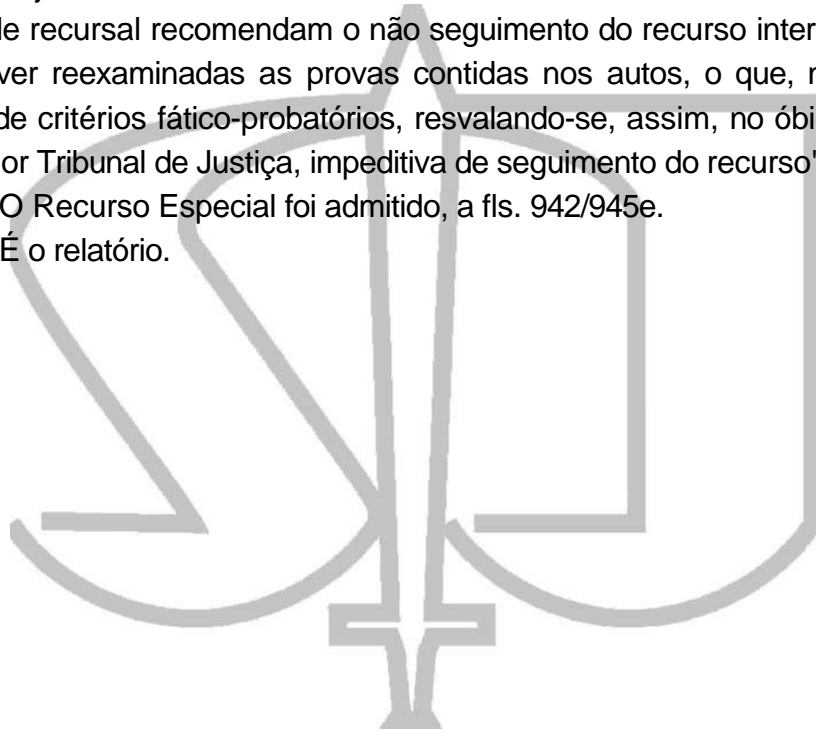 le recursal recomendam o não seguimento do recurso inter
ver reexaminadas as provas contidas nos autos, o que, r
de critérios fático-probatórios, resvalando-se, assim, no óbi
or Tribunal de Justiça, impeditiva de seguimento do recurso"
O Recurso Especial foi admitido, a fls. 942/945e.
É o relatório.